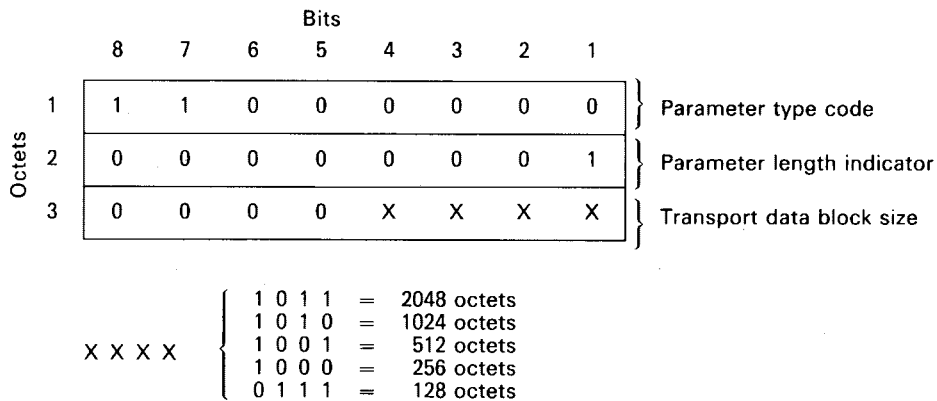 Bits
8 7 6 5 4 3 2 1
1 1 1 0 0 0 0 0 0 Parameter type code
Octets 2 0 0 0 0 0 0 0 1 Parameter length indicator
3 0 0 0 0 X X X X Transport data block size
1 0 1 1 = 2048 octets
1 0 1 0 = 1024 octets
X X X X 1 0 0 1 = 512 octets
1 0 0 0 = 256 octets
0 1 1 1 = 128 octets